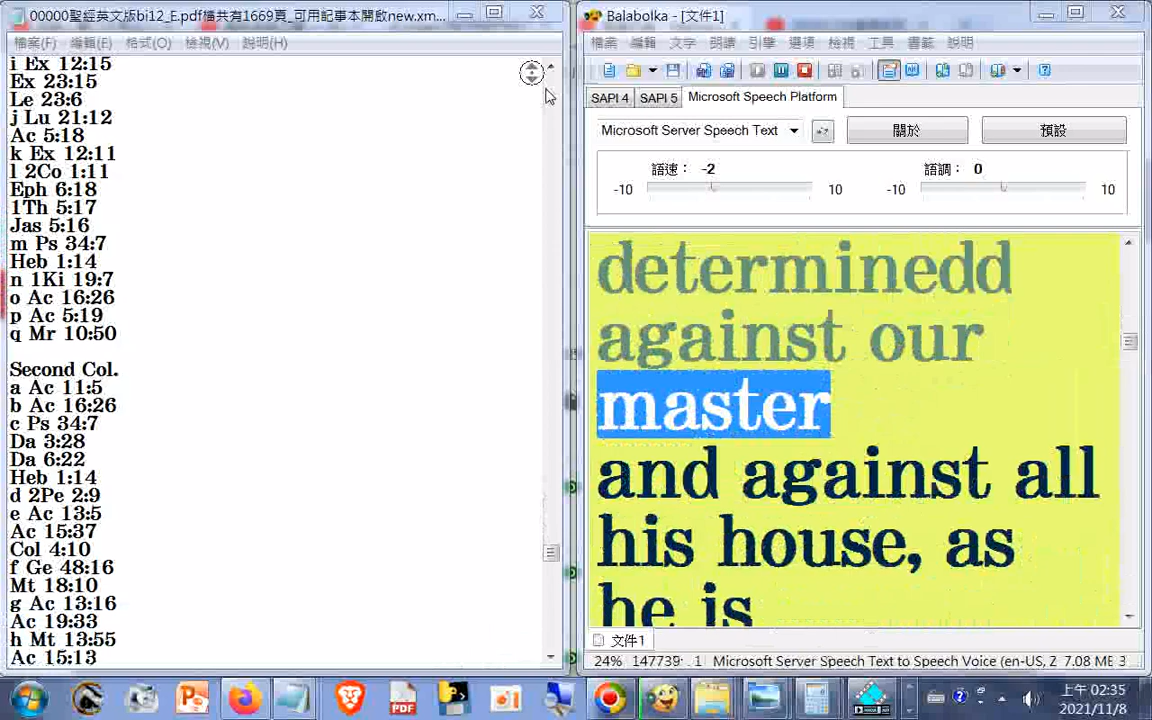 00000聖經英文版bi12_E.pdf檔共有1669頁_可用記事本開啟new.xm...
檔案(F) 編輯(E) 格式(O) 檢視(V) 說明(H)
i Ex 12:15
Ex 23:15
Le 23:6
j Lu 21:12
Ac 5:18
k Ex 12:11
l 2Co 1:11
Eph 6:18
1Th 5:17
Jas 5:16
m Ps 34:7
Heb 1:14
n 1Ki 19:7
o Ac 16:26
p Ac 5:19
q Mr 10:50
Second Col.
a Ac 11:5
b Ac 16:26
c Ps 34:7
Da 3:28
Da 6:22
Heb 1:14
d 2Pe 2:9
e Ac 13:5
Ac 15:37
Col 4:10
f Ge 48:16
Mt 18:10
g Ac 13:16
Ac 19:33
h Mt 13:55
Ac 15:13
Balabolka - [文件1]
檔案 編輯 文字 朗讀 引擎 選項 檢視 工具 書籤 說明
SAPI 4 SAPI 5 Microsoft Speech Platform
Microsoft Server Speech Text 關於 預設
語速： -2 語調： 0
-10 10 -10 10
determinedd
against our
master
and against all
his house, as
he is
文件1
24% 147739 Microsoft Server Speech Text to Speech Voice (en-US, 7.08 MB
上午 02:35
2021/11/8